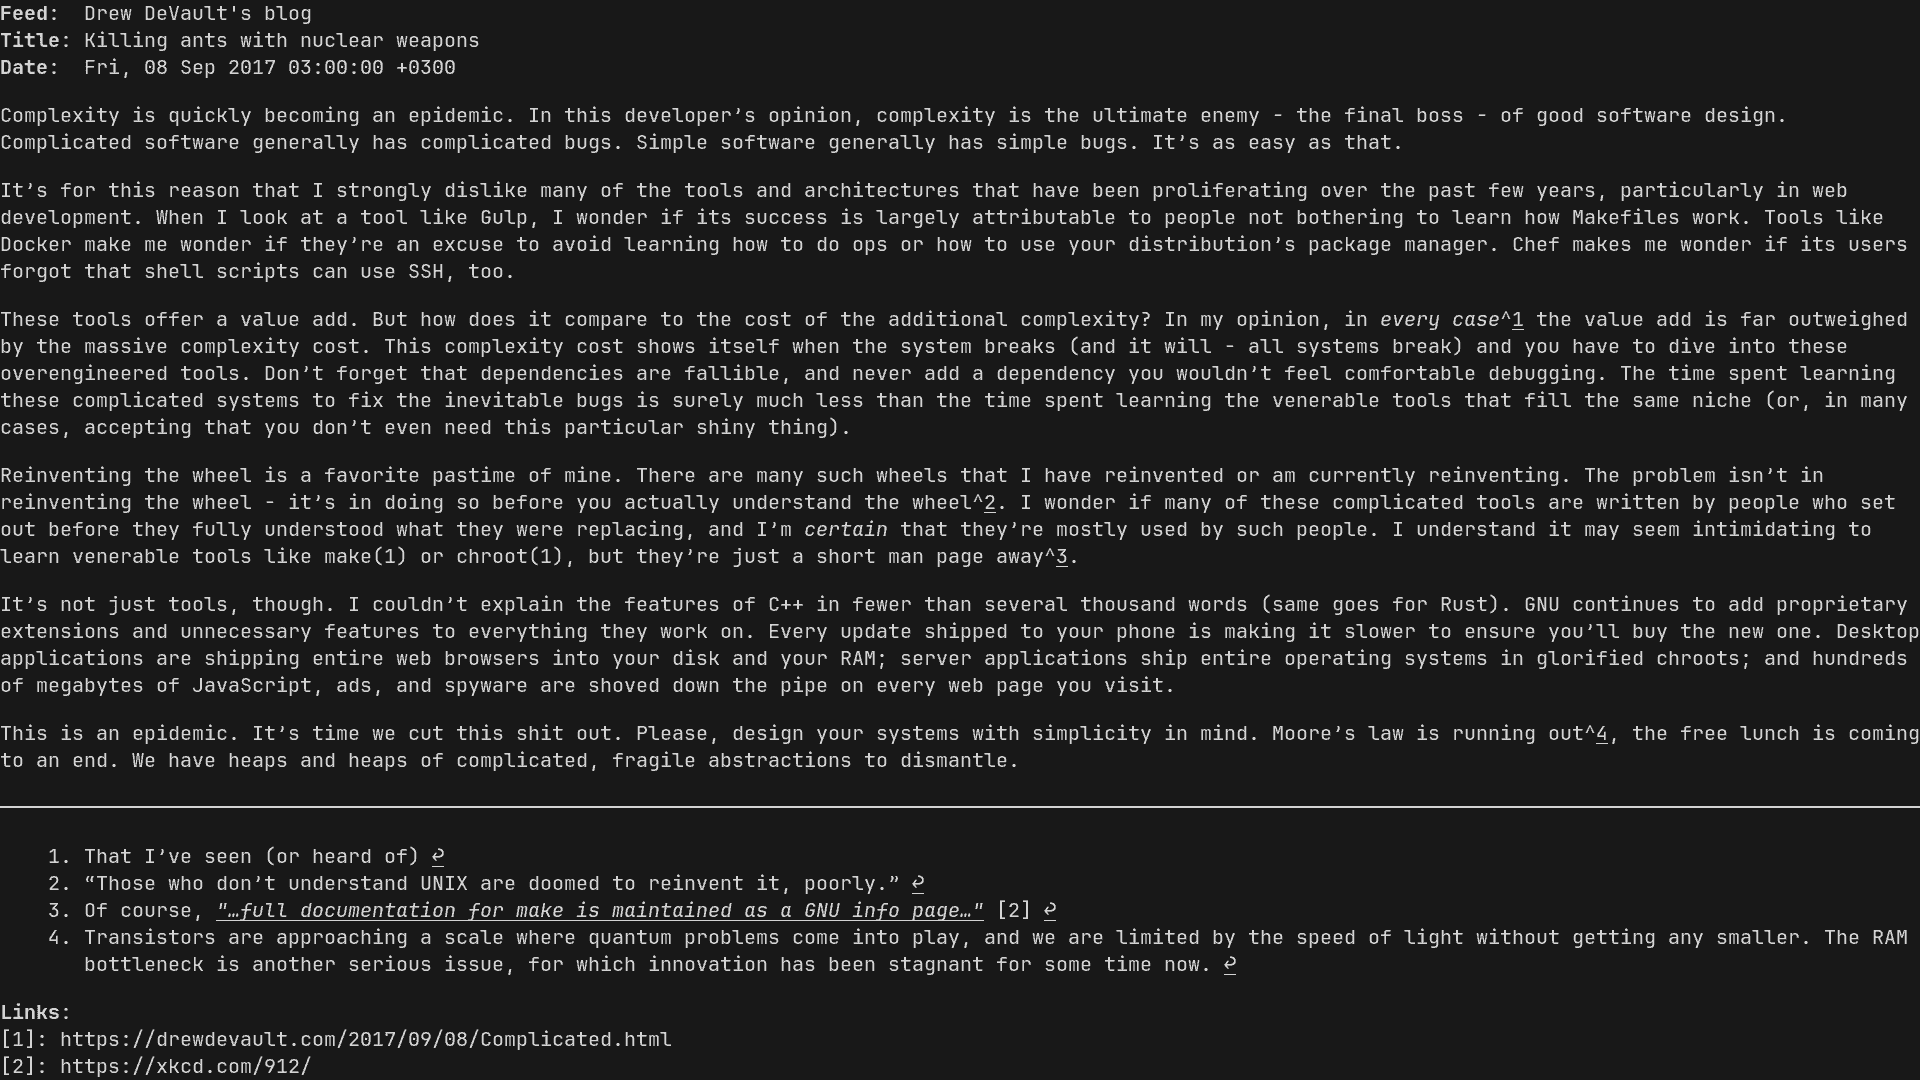 Feed:  Drew DeVault's blog
Title: Killing ants with nuclear weapons
Date:  Fri, 08 Sep 2017 03:00:00 +0300
Complexity is quickly becoming an epidemic. In this developer’s opinion, complexity is the ultimate enemy - the final boss - of good software design.
Complicated software generally has complicated bugs. Simple software generally has simple bugs. It’s as easy as that.
It’s for this reason that I strongly dislike many of the tools and architectures that have been proliferating over the past few years, particularly in web
development. When I look at a tool like Gulp, I wonder if its success is largely attributable to people not bothering to learn how Makefiles work. Tools like
Docker make me wonder if they’re an excuse to avoid learning how to do ops or how to use your distribution’s package manager. Chef makes me wonder if its users
forgot that shell scripts can use SSH, too.
These tools offer a value add. But how does it compare to the cost of the additional complexity? In my opinion, in every case^1 the value add is far outweighed
by the massive complexity cost. This complexity cost shows itself when the system breaks (and it will - all systems break) and you have to dive into these
overengineered tools. Don’t forget that dependencies are fallible, and never add a dependency you wouldn’t feel comfortable debugging. The time spent learning
these complicated systems to fix the inevitable bugs is surely much less than the time spent learning the venerable tools that fill the same niche (or, in many
cases, accepting that you don’t even need this particular shiny thing).
Reinventing the wheel is a favorite pastime of mine. There are many such wheels that I have reinvented or am currently reinventing. The problem isn’t in
reinventing the wheel - it’s in doing so before you actually understand the wheel^2. I wonder if many of these complicated tools are written by people who set
out before they fully understood what they were replacing, and I’m certain that they’re mostly used by such people. I understand it may seem intimidating to
learn venerable tools like make(1) or chroot(1), but they’re just a short man page away^3.
It’s not just tools, though. I couldn’t explain the features of C++ in fewer than several thousand words (same goes for Rust). GNU continues to add proprietary
extensions and unnecessary features to everything they work on. Every update shipped to your phone is making it slower to ensure you’ll buy the new one. Desktop
applications are shipping entire web browsers into your disk and your RAM; server applications ship entire operating systems in glorified chroots; and hundreds
of megabytes of JavaScript, ads, and spyware are shoved down the pipe on every web page you visit.
This is an epidemic. It’s time we cut this shit out. Please, design your systems with simplicity in mind. Moore’s law is running out^4, the free lunch is coming
to an end. We have heaps and heaps of complicated, fragile abstractions to dismantle.
1. That I’ve seen (or heard of) ⤶
2. “Those who don’t understand UNIX are doomed to reinvent it, poorly.” ⤶
3. Of course, "…full documentation for make is maintained as a GNU info page…" [2] ⤶
4. Transistors are approaching a scale where quantum problems come into play, and we are limited by the speed of light without getting any smaller. The RAM
bottleneck is another serious issue, for which innovation has been stagnant for some time now. ⤶
Links:
[1]: https://drewdevault.com/2017/09/08/Complicated.html
[2]: https://xkcd.com/912/